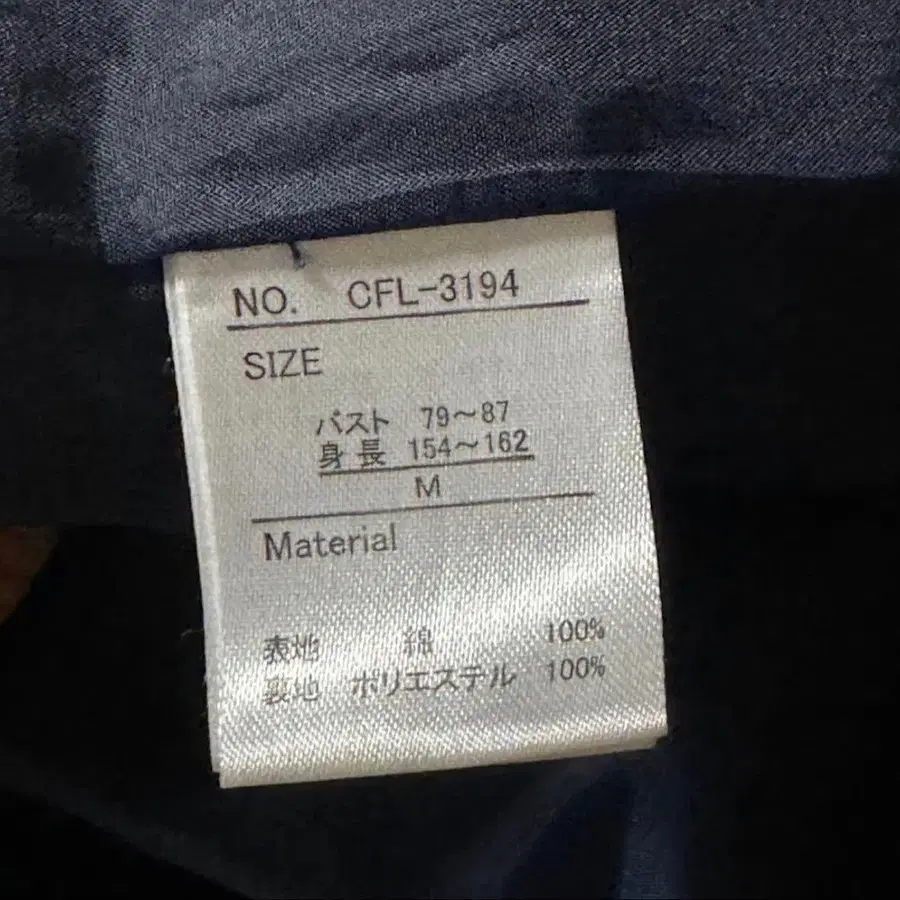 NO. CFL-3194
SIZE
バスト 79～87
身長 154～162
M
Material
表地 綿 100%
裏地 ポリエステル 100%